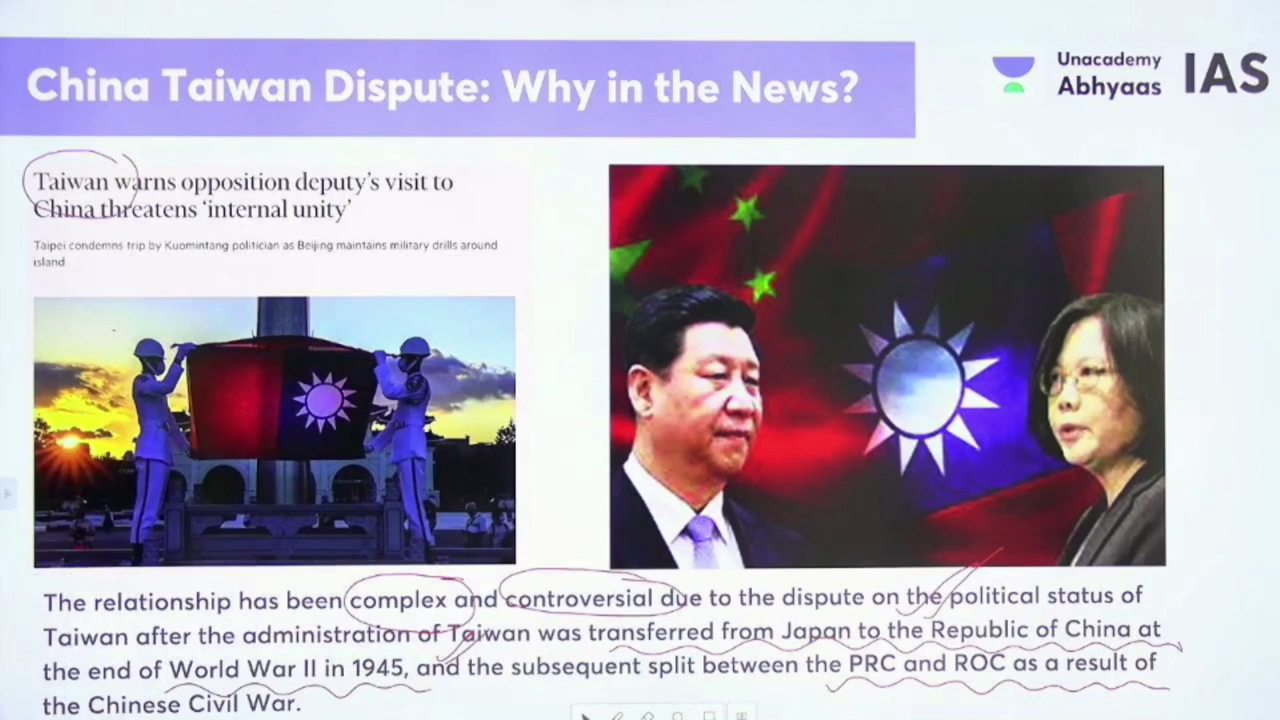 China Taiwan Dispute: Why in the News?
Unacademy
Abhyaas
IAS
Taiwan warns opposition deputy's visit to
China threatens 'internal unity'
Taipei condemns trip by Kuomintang politician as Beijing maintains military drills around
island
The relationship has been complex and controversial due to the dispute on the political status of
Taiwan after the administration of Taiwan was transferred from Japan to the Republic of China at
the end of World War II in 1945, and the subsequent split between the PRC and ROC as a result of
the Chinese Civil War.